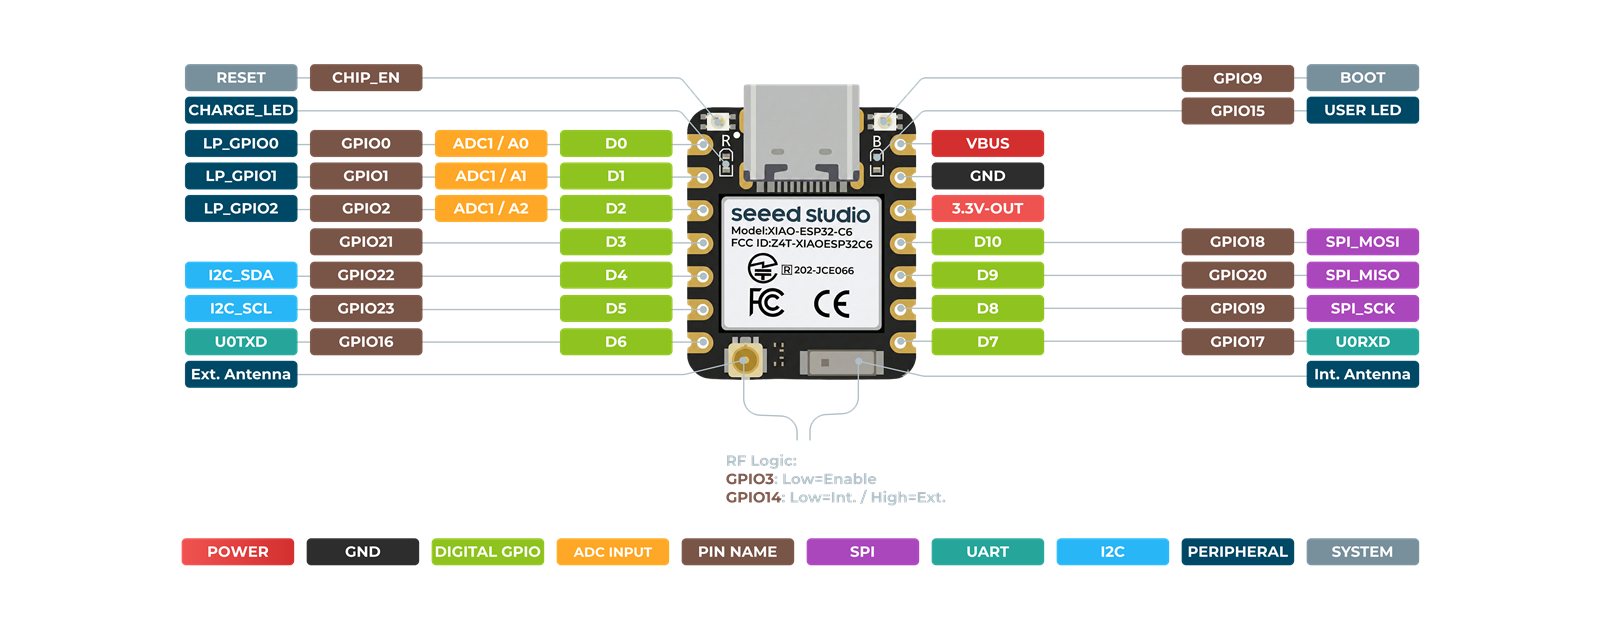 RESET CHIP_EN GPIO9 BOOT
CHARGE_LED GPIO15 USER LED
LP_GPIO0 GPIO0 ADC1 / A0 D0 R B VBUS
LP_GPIO1 GPIO1 ADC1 / A1 D1 GND
LP_GPIO2 GPIO2 ADC1 / A2 D2 3.3V-OUT
seeed studio
Model:XIAO-ESP32-C6
FCC ID:Z4T-XIAOESP32C6
R 202-JCE066
FC CE
GPIO21 D3 D10 GPIO18 SPI_MOSI
I2C_SDA GPIO22 D4 D9 GPIO20 SPI_MISO
I2C_SCL GPIO23 D5 D8 GPIO19 SPI_SCK
U0TXD GPIO16 D6 D7 GPIO17 U0RXD
Ext. Antenna Int. Antenna
RF Logic:
GPIO3: Low=Enable
GPIO14: Low=Int. / High=Ext.
POWER GND DIGITAL GPIO ADC INPUT PIN NAME SPI UART I2C PERIPHERAL SYSTEM